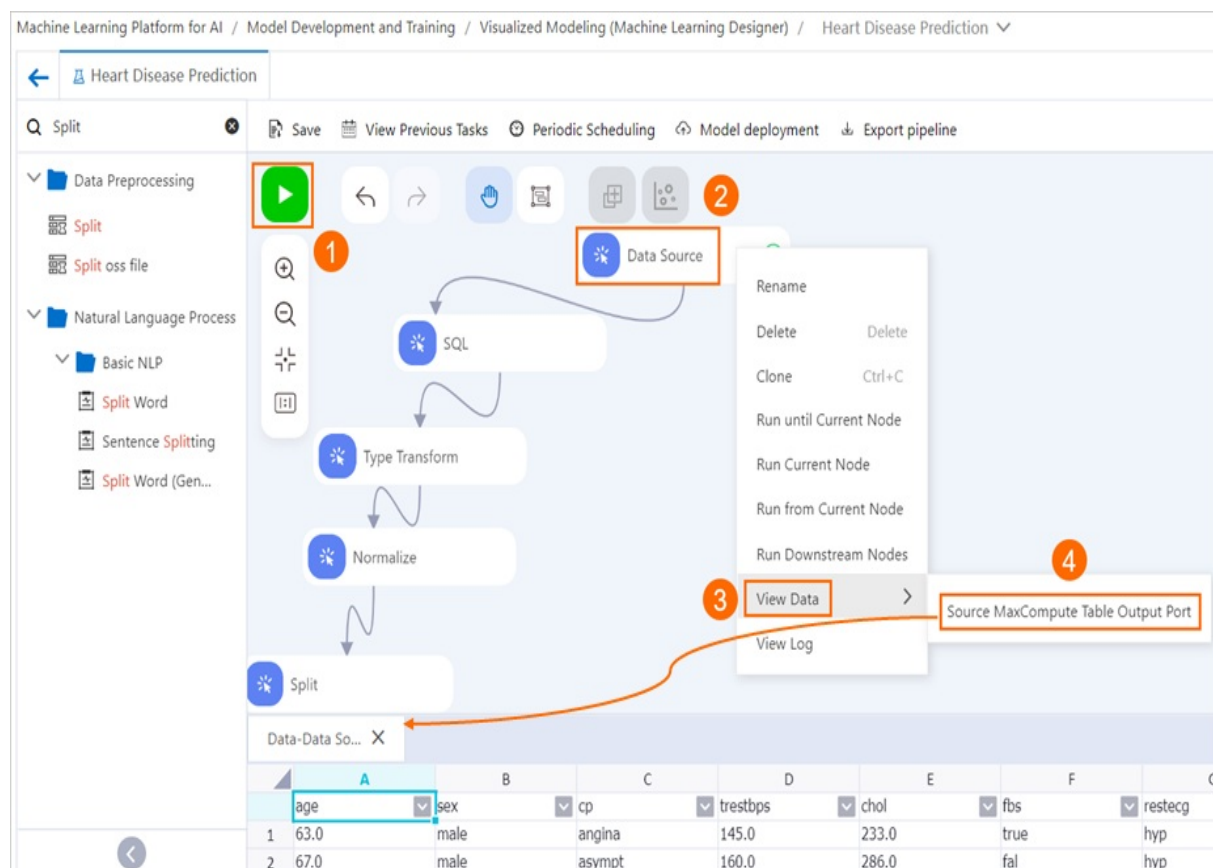 Machine Learning Platform for AI / Model Development and Training / Visualized Modeling (Machine Learning Designer) / Heart Disease Prediction
Heart Disease Prediction
Split
Save View Previous Tasks Periodic Scheduling Model deployment Export pipeline
Data Preprocessing
Split
Split oss file
Natural Language Process
Basic NLP
Split Word
Sentence Splitting
Split Word (Gen...
1
2
Data Source
SQL
Type Transform
Normalize
Split
Rename
Delete Delete
Clone Ctrl+C
Run until Current Node
Run Current Node
Run from Current Node
Run Downstream Nodes
3 View Data
View Log
4
Source MaxCompute Table Output Port
Data-Data So...
A B C D E F
age sex cp trestbps chol fbs restecg
1 63.0 male angina 145.0 233.0 true hyp
2 67.0 male asympt 160.0 286.0 fal hyp